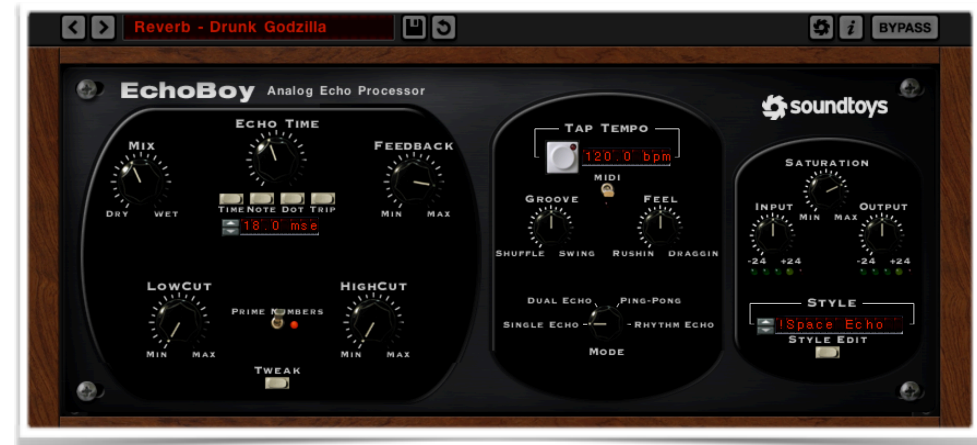 Reverb - Drunk Godzilla
i
BYPASS
EchoBoy Analog Echo Processor
soundtoys
Echo Time
Mix
Feedback
Dry Wet
Min Max
Time Note Dot Trip
18.0 mse
LowCut
HighCut
Prime Numbers
Min Max
Min Max
Tweak
Tap Tempo
120.0 bpm
MIDI
Groove
Feel
Shuffle Swing
Rushin Draggin
Dual Echo
Ping-Pong
Single Echo
Rhythm Echo
Mode
Saturation
Min Max
Input
Output
-24 +24
-24 +24
Style
!Space Echo
Style Edit